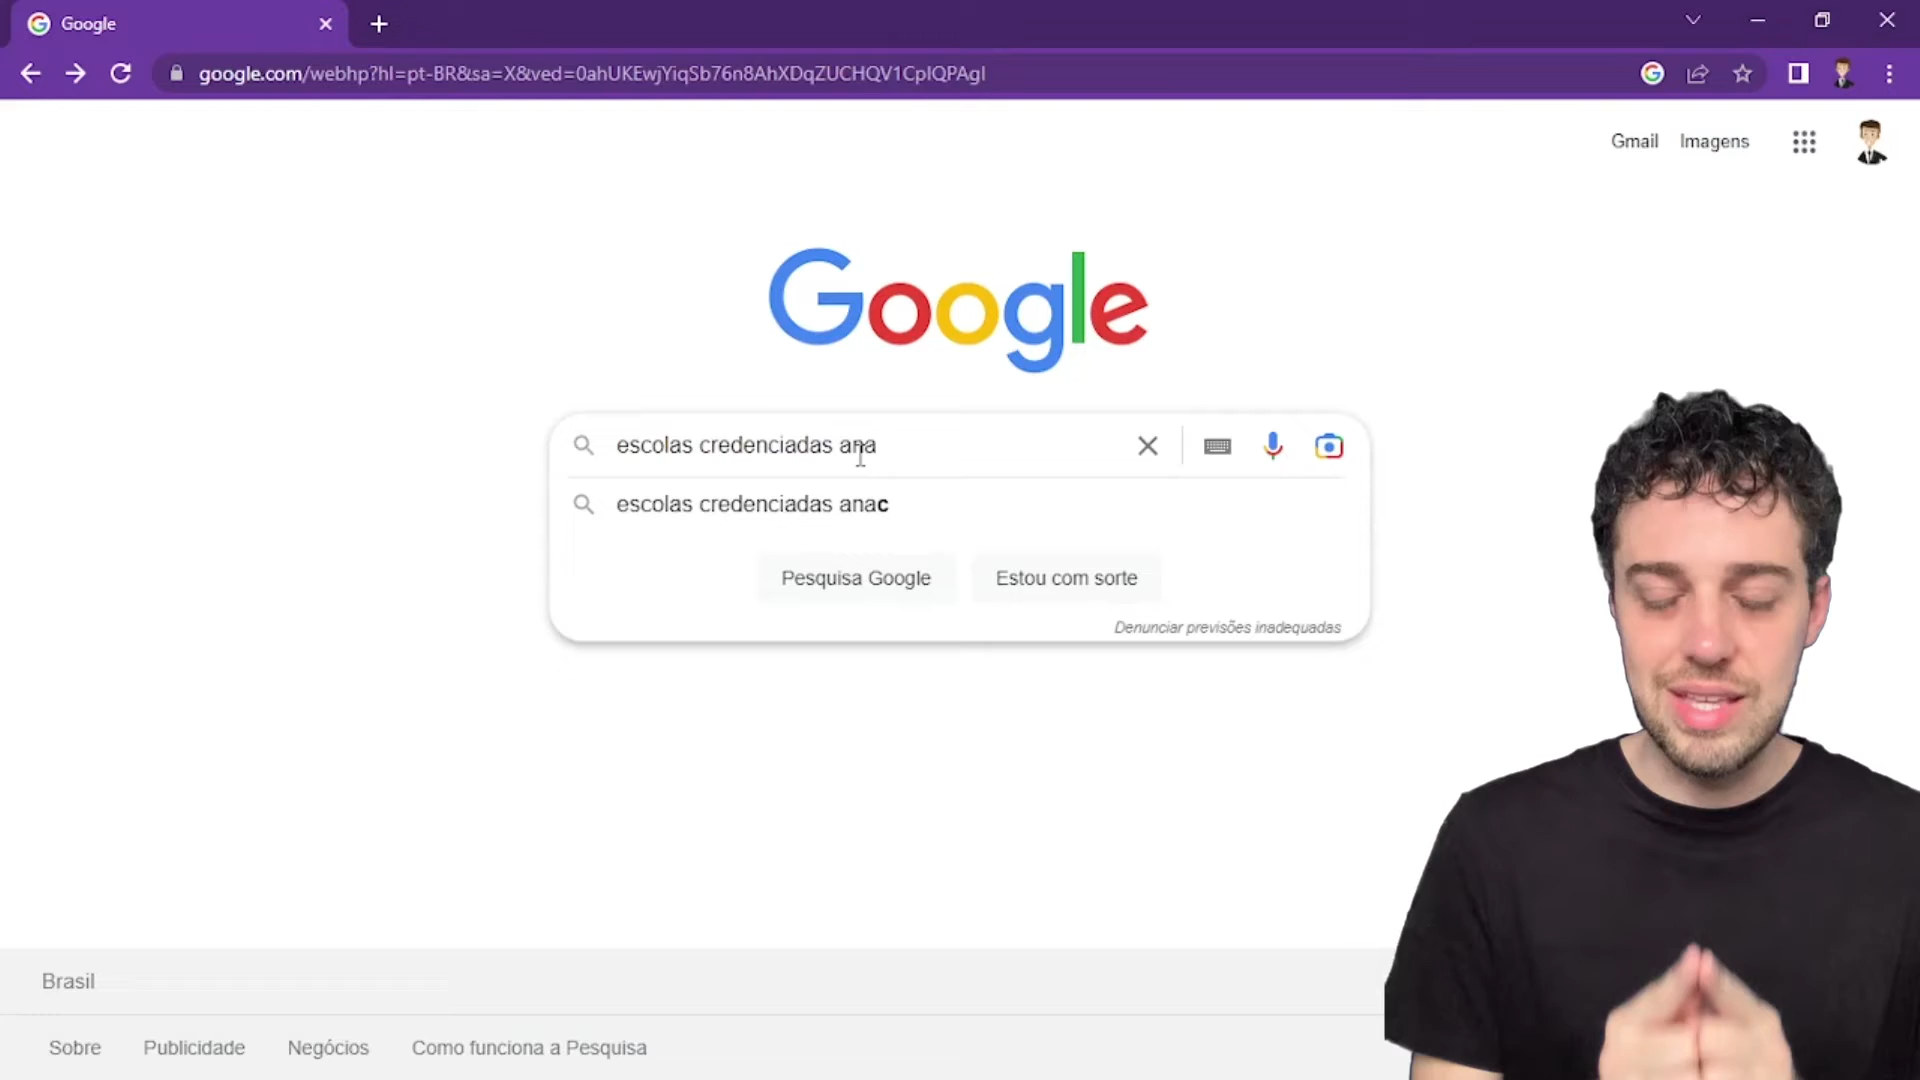 Google
google.com/webhp?hl=pt-BR&sa=X&ved=0ahUKEwjYiqSb76n8AhXDqZUCHQV1CpIQPAgI
Gmail Imagens
Google
escolas credenciadas ana
escolas credenciadas anac
Pesquisa Google Estou com sorte
Denunciar previsões inadequadas
Brasil
Sobre Publicidade Negócios Como funciona a Pesquisa